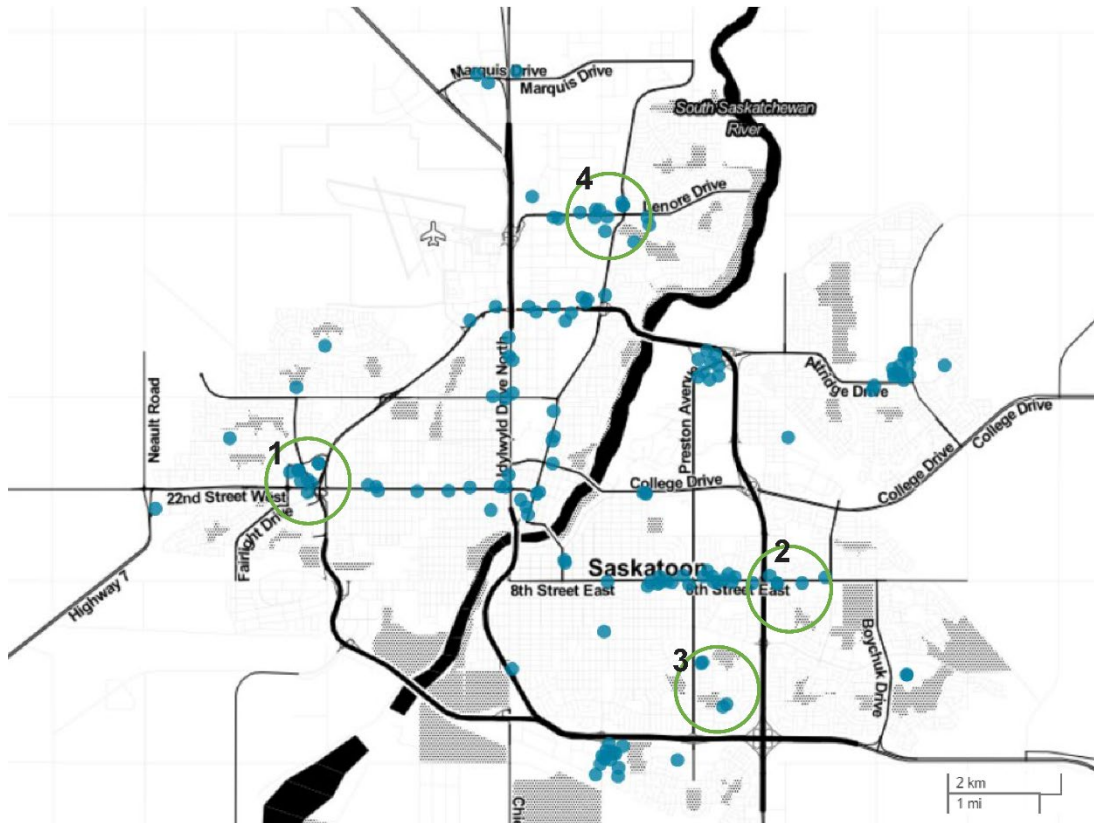 Marquis Drive
Marquis Drive
South Saskatchewan
River
4
Lenore Drive
Idylwyld Drive North
Neault Road
Attridge Drive
Preston Avenue
College Drive
College Drive
1
22nd Street West
College Drive
Fairlight Drive
Highway 7
2
Saskatoon
8th Street East
8th Street East
Boychuk Drive
3
2 km
1 mi